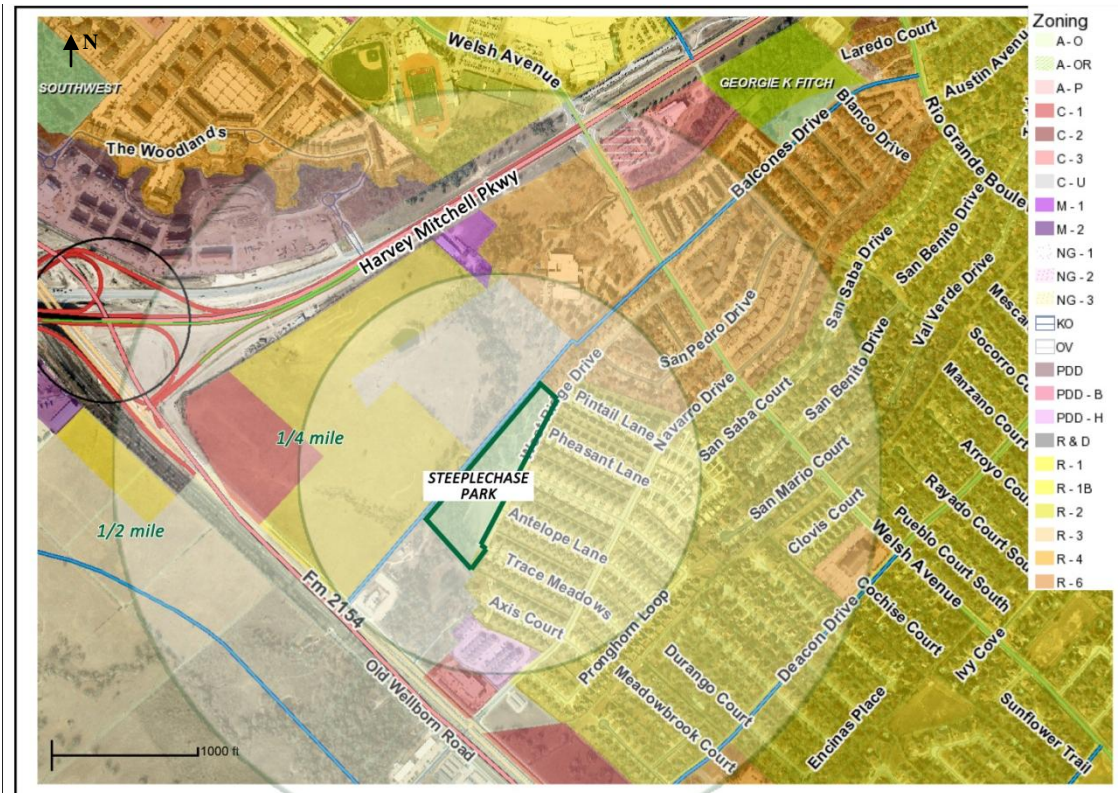 N
SOUTHWEST
The Woodlands
Welsh Avenue
Harvey Mitchell Pkwy
GEORGIE K FITCH
Laredo Court
Austin Avenu
Blanco Drive
Balcones Drive
Rio Grande Boule
San Benito Drive
San Saba Drive
Val Verde Drive
Mesca
San Pedro Drive
San Benito Drive
Socorro Co
Manzano Court
Navarro Drive
San Saba Court
Pintail Lane
Pheasant Lane
Arroyo Cou
1/4 mile
STEEPLECHASE
PARK
San Mario Court
Rayado Court Sou
Clovis Court
Pueblo Court South
Welsh Avenue
1/2 mile
Antelope Lane
Trace Meadows
Axis Court
Fm 2154
Old Wellborn Road
Pronghorn Loop
Deacon Drive
Cochise Court
Ivy Cove
Durango Court
Meadowbrook Court
Encinas Place
Sunflower Trail
1000 ft
Zoning
A - O
A - OR
A - P
C - 1
C - 2
C - 3
C - U
M - 1
M - 2
NG - 1
NG - 2
NG - 3
KO
OV
PDD
PDD - B
PDD - H
R & D
R - 1
R - 1B
R - 2
R - 3
R - 4
R - 6